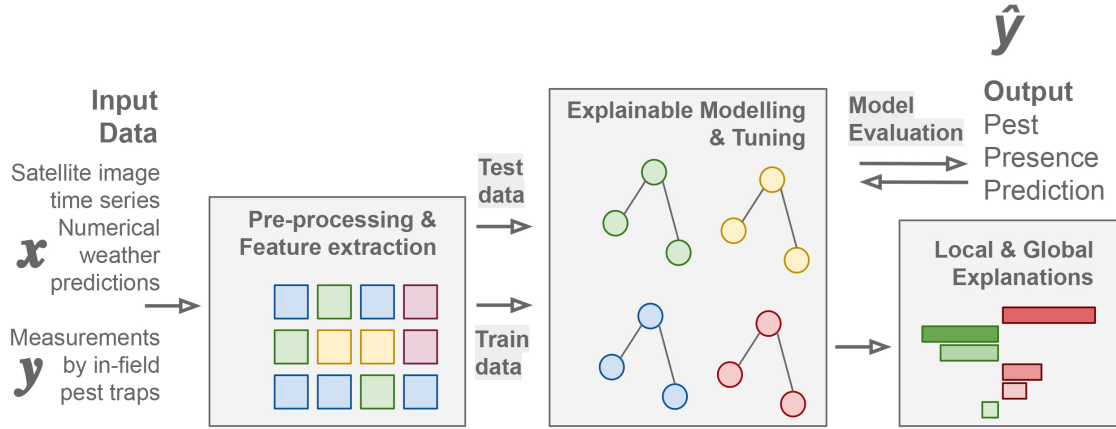 Input
Data
Satellite image
time series
Numerical
weather
predictions
x
Measurements
by in-field
pest traps
y
Pre-processing &
Feature extraction
Test
data
Train
data
Explainable Modelling
& Tuning
Model
Evaluation
ŷ
Output
Pest
Presence
Prediction
Local & Global
Explanations